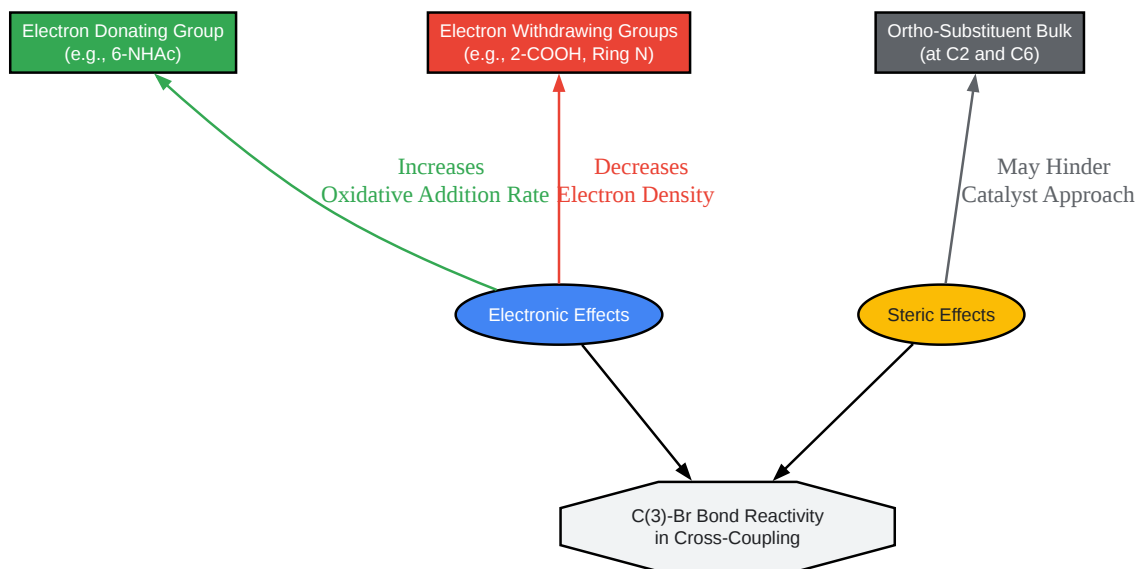 Electron Donating Group
(e.g., 6-NHAc)
Electron Withdrawing Groups
(e.g., 2-COOH, Ring N)
Ortho-Substituent Bulk
(at C2 and C6)
Increases
Oxidative Addition Rate
Decreases
Electron Density
May Hinder
Catalyst Approach
Electronic Effects
Steric Effects
C(3)-Br Bond Reactivity
in Cross-Coupling